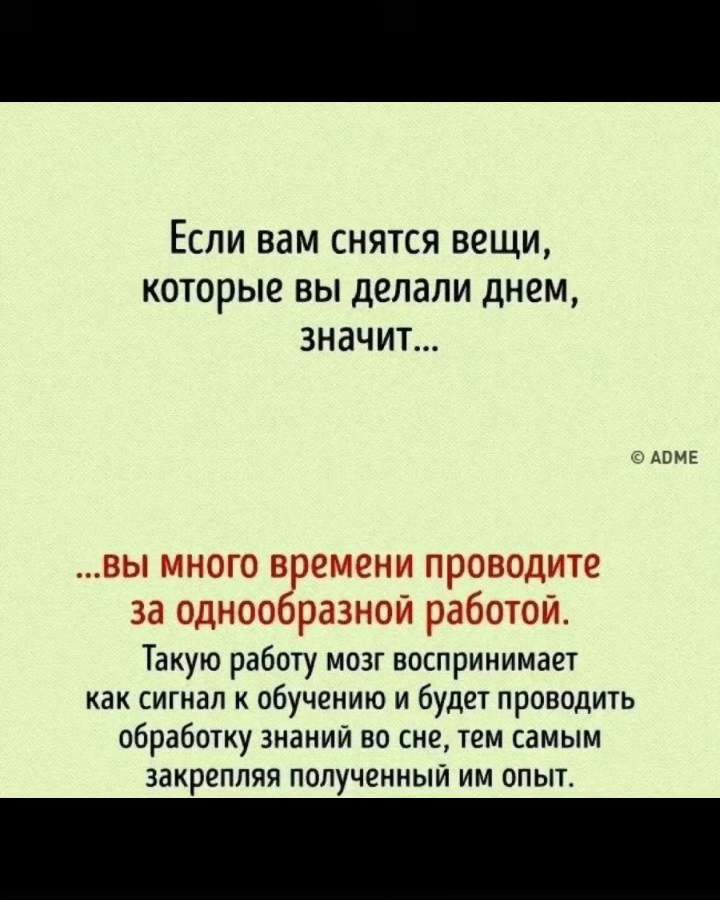 Если вам снятся вещи,
которые вы делали днем,
значит...
© ADME
...вы много времени проводите
за однообразной работой.
Такую работу мозг воспринимает
как сигнал к обучению и будет проводить
обработку знаний во сне, тем самым
закрепляя полученный им опыт.